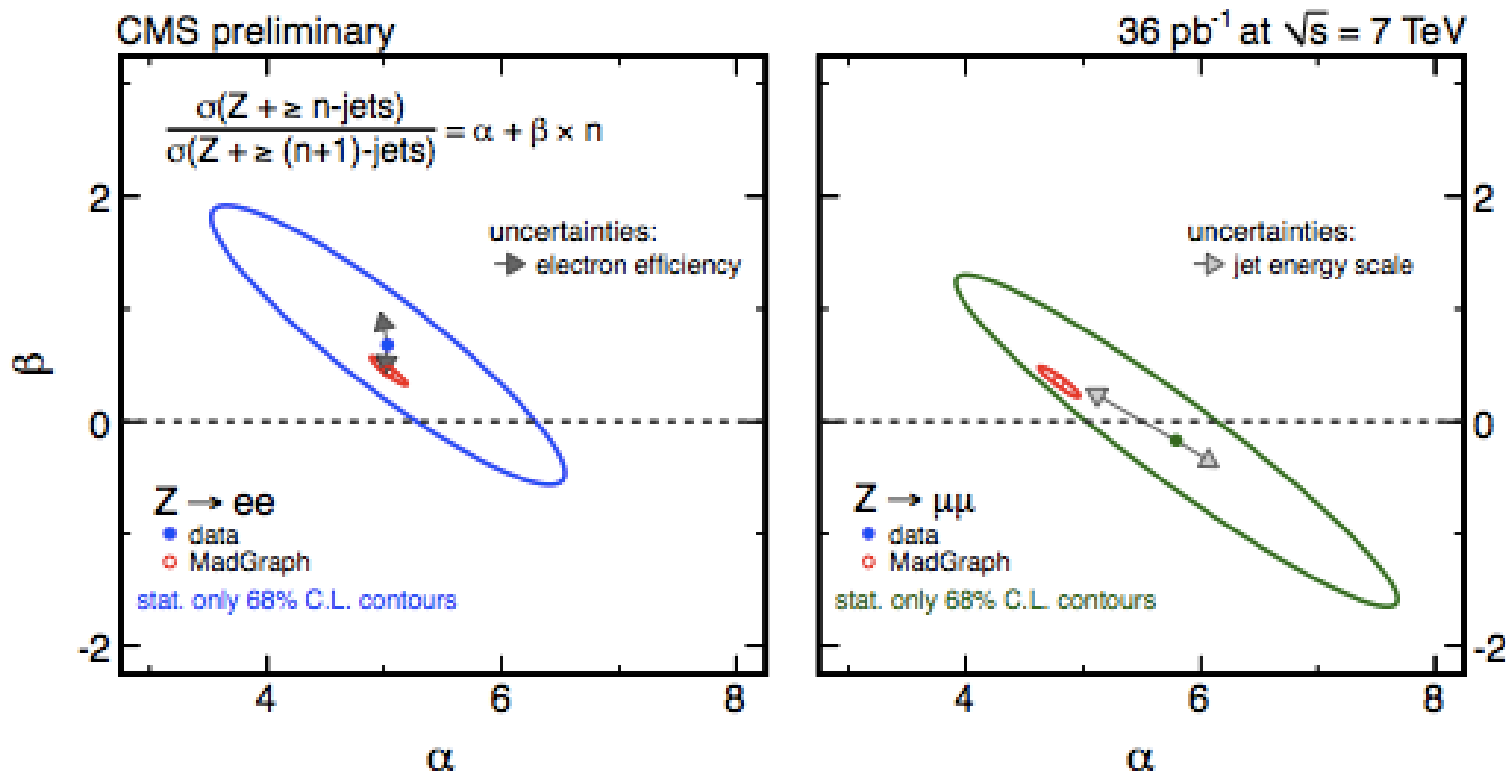 CMS preliminary
36 pb⁻¹ at √s = 7 TeV
σ(Z + ≥ n-jets)
σ(Z + ≥ (n+1)-jets)
= α + β × n
uncertainties:
electron efficiency
Z → ee
data
MadGraph
stat. only 68% C.L. contours
2
0
-2
β
4
6
8
α
uncertainties:
jet energy scale
Z → μμ
data
MadGraph
stat. only 68% C.L. contours
2
0
-2
4
6
8
α